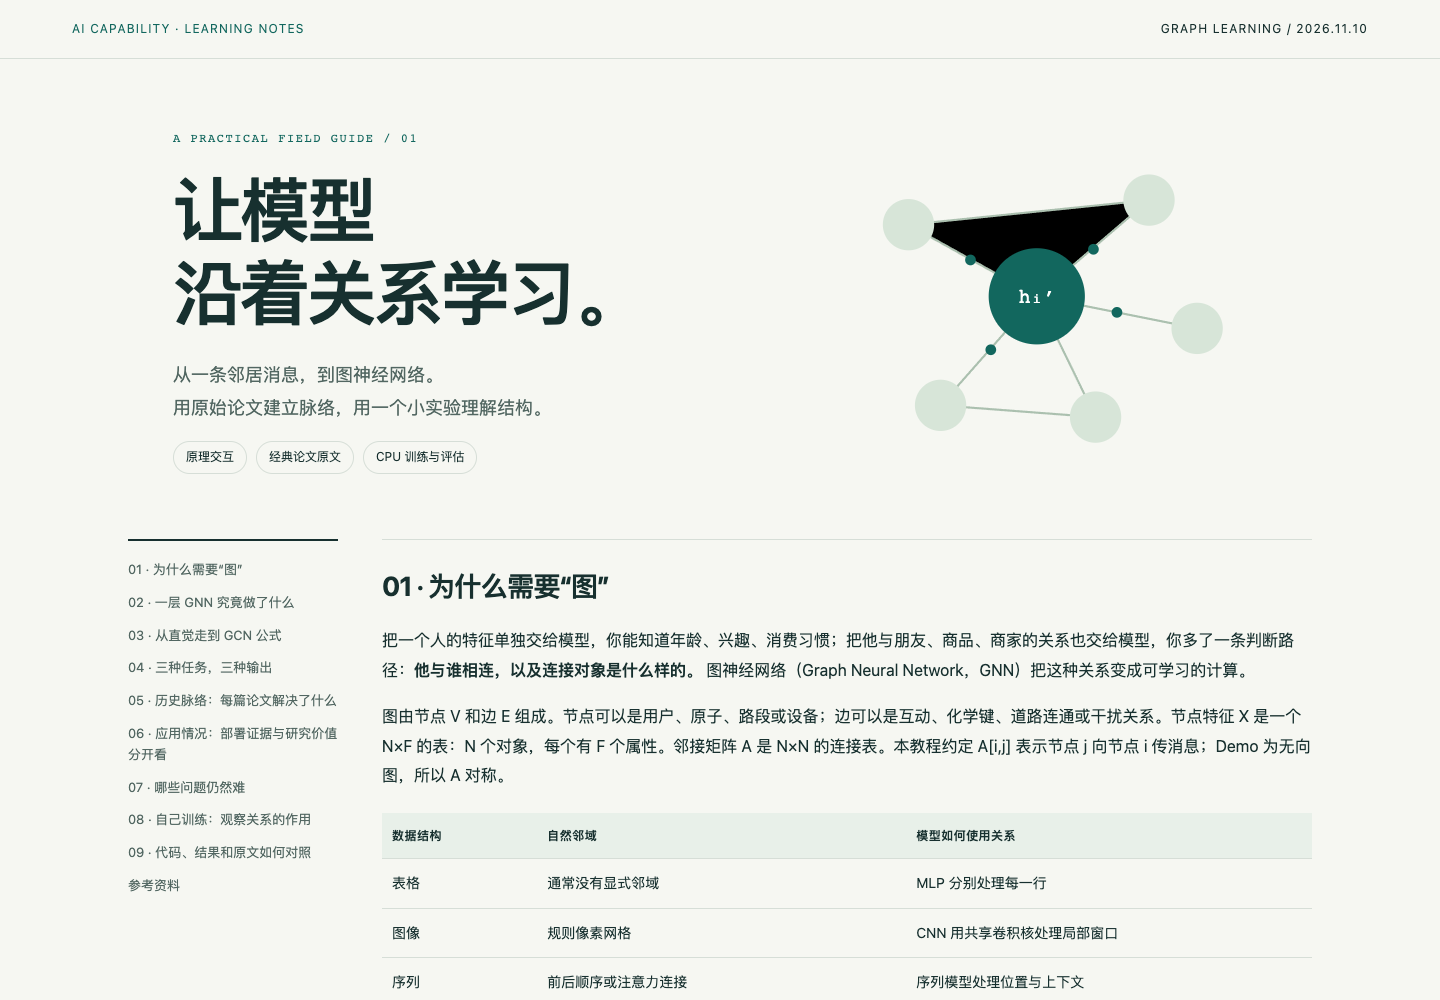 AI CAPABILITY · LEARNING NOTES
GRAPH LEARNING / 2026.11.10
A PRACTICAL FIELD GUIDE / 01
让模型
沿着关系学习。
从一条邻居消息，到图神经网络。
用原始论文建立脉络，用一个小实验理解结构。
原理交互
经典论文原文
CPU 训练与评估
hᵢ′
01 · 为什么需要“图”
02 · 一层 GNN 究竟做了什么
03 · 从直觉走到 GCN 公式
04 · 三种任务，三种输出
05 · 历史脉络：每篇论文解决了什么
06 · 应用情况：部署证据与研究价值
分开看
07 · 哪些问题仍然难
08 · 自己训练：观察关系的作用
09 · 代码、结果和原文如何对照
参考资料
01 · 为什么需要“图”
把一个人的特征单独交给模型，你能知道年龄、兴趣、消费习惯；把他与朋友、商品、商家的关系也交给模型，你多了一条判断路
径：他与谁相连，以及连接对象是什么样的。 图神经网络（Graph Neural Network，GNN）把这种关系变成可学习的计算。
图由节点 V 和边 E 组成。节点可以是用户、原子、路段或设备；边可以是互动、化学键、道路连通或干扰关系。节点特征 X 是一个
N×F 的表：N 个对象，每个有 F 个属性。邻接矩阵 A 是 N×N 的连接表。本教程约定 A[i,j] 表示节点 j 向节点 i 传消息；Demo 为无向
图，所以 A 对称。
数据结构 自然邻域 模型如何使用关系
表格 通常没有显式邻域 MLP 分别处理每一行
图像 规则像素网格 CNN 用共享卷积核处理局部窗口
序列 前后顺序或注意力连接 序列模型处理位置与上下文